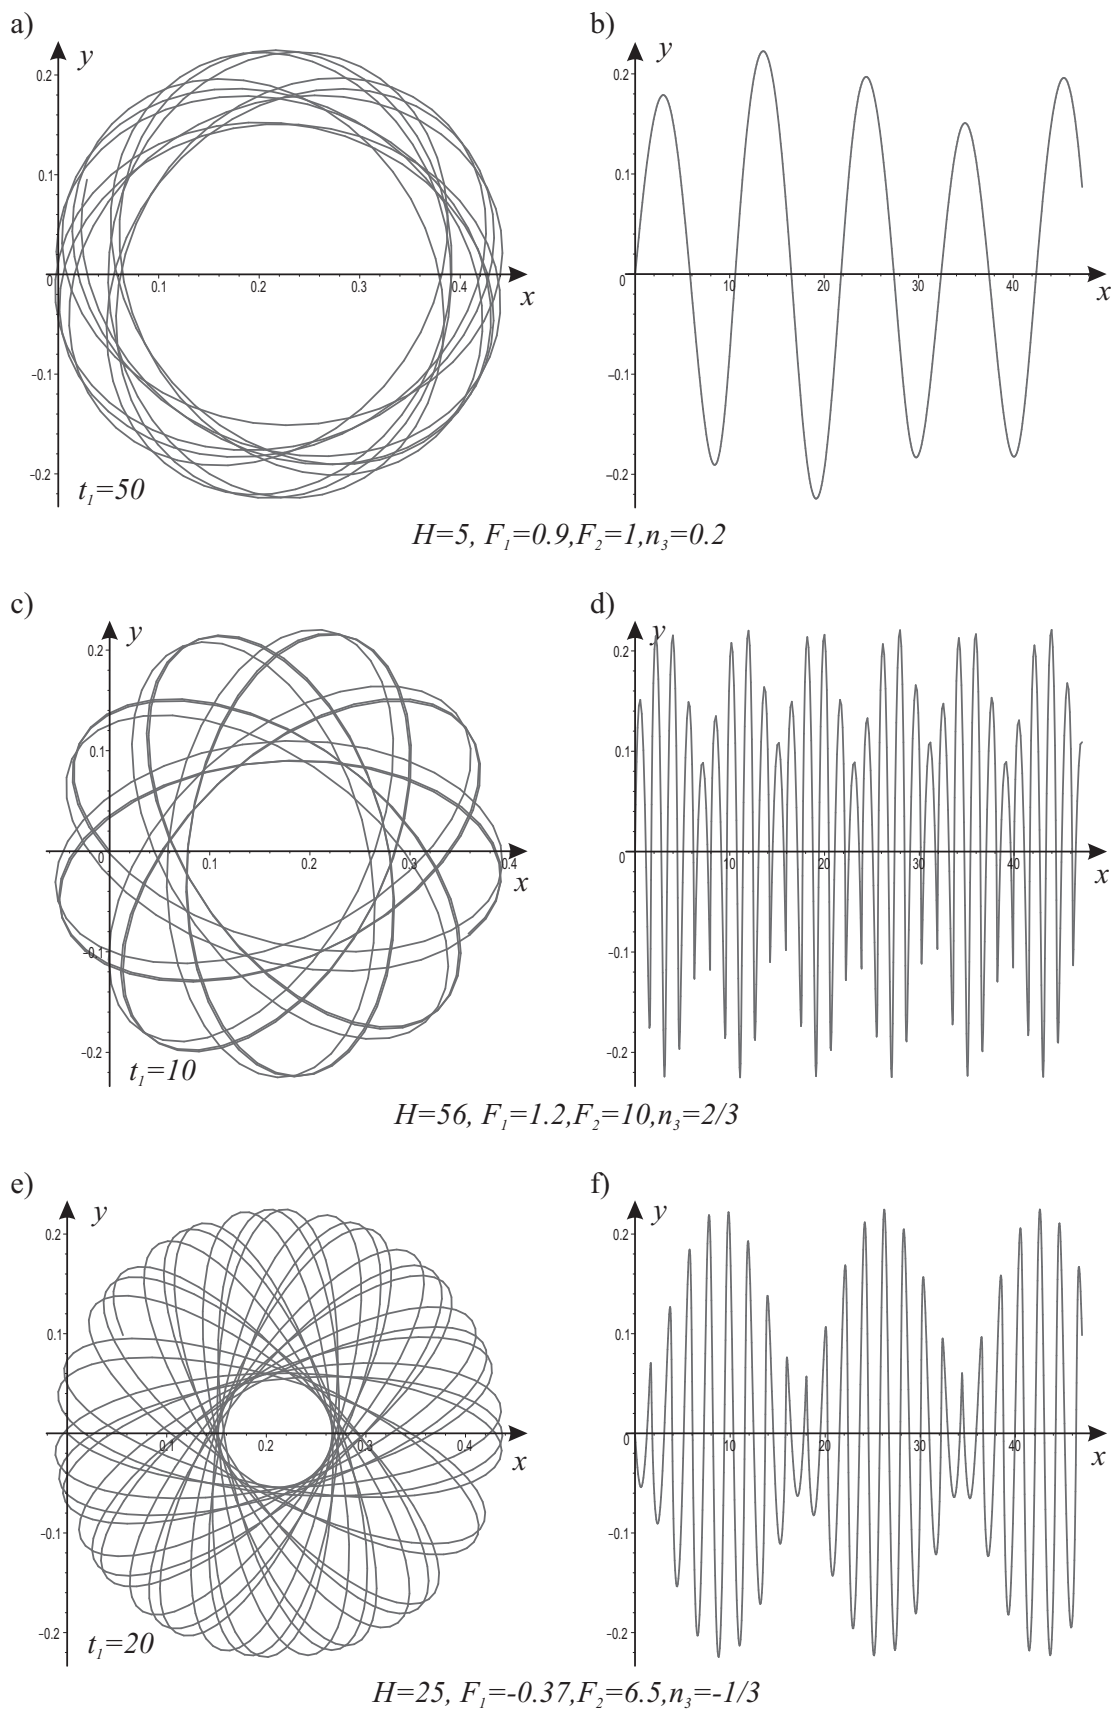 a)
b)
y
0.2
0.1
0
0.1
0.2
0.3
0.4
x
−0.1
−0.2
t₁=50
y
0.2
0.1
0
10
20
30
40
x
−0.1
−0.2
H=5, F₁=0.9,F₂=1,n₃=0.2
c)
d)
y
0.2
0.1
0
0.1
0.2
0.3
0.4
x
−0.1
−0.2
t₁=10
y
0.2
0.1
0
10
20
30
40
x
−0.1
−0.2
H=56, F₁=1.2,F₂=10,n₃=2/3
e)
f)
y
0.2
0.1
0
0.1
0.2
0.3
0.4
x
−0.1
−0.2
t₁=20
y
0.2
0.1
0
10
20
30
40
x
−0.1
−0.2
H=25, F₁=-0.37,F₂=6.5,n₃=-1/3